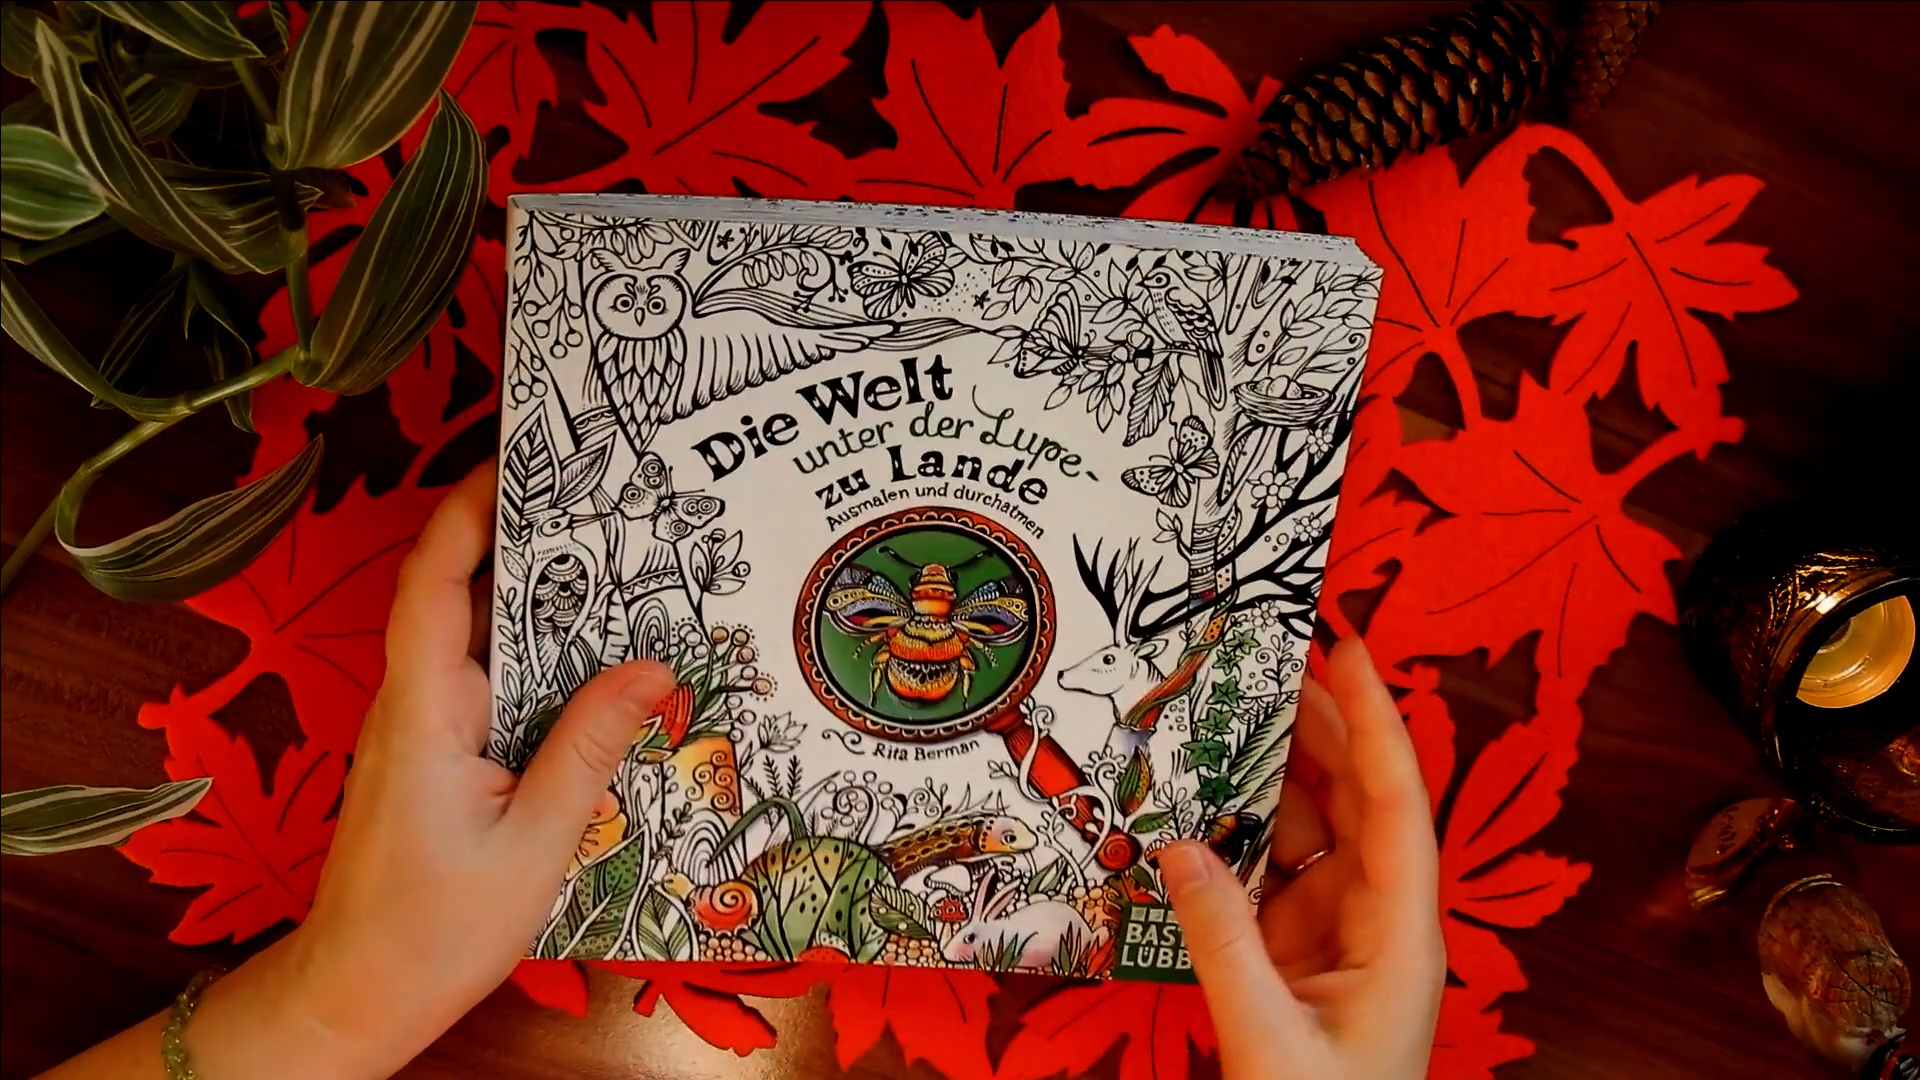 Die Welt
unter der Lupe-
zu Lande
Ausmalen und durchatmen
Rita Berman